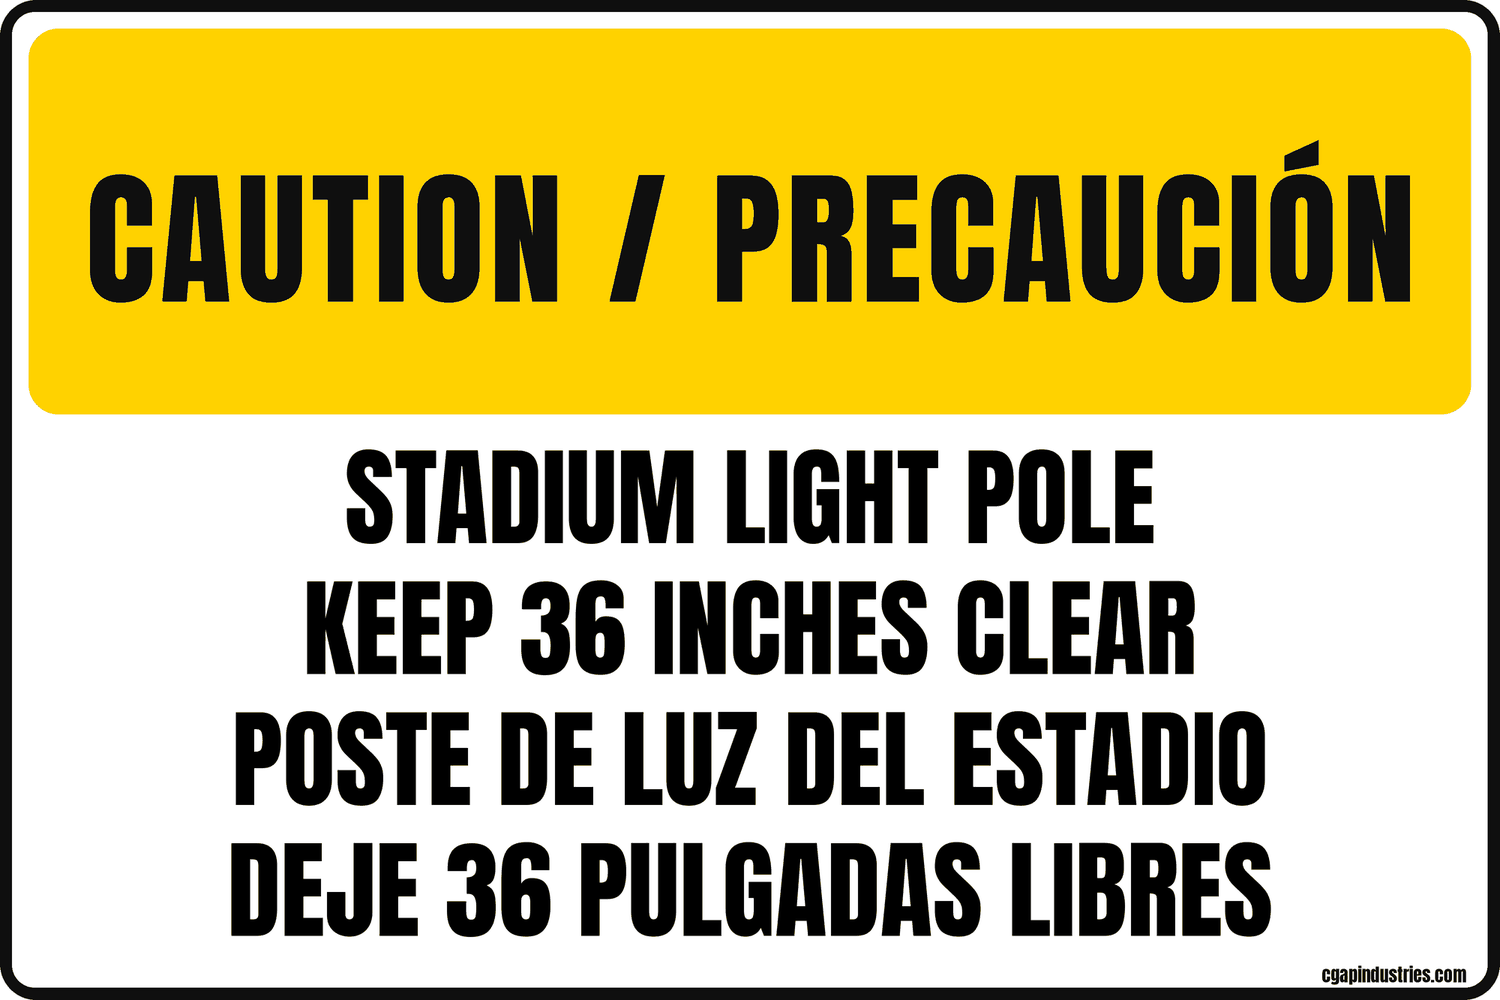 CAUTION / PRECAUCIÓN
STADIUM LIGHT POLE
KEEP 36 INCHES CLEAR
POSTE DE LUZ DEL ESTADIO
DEJE 36 PULGADAS LIBRES
cgapindustries.com